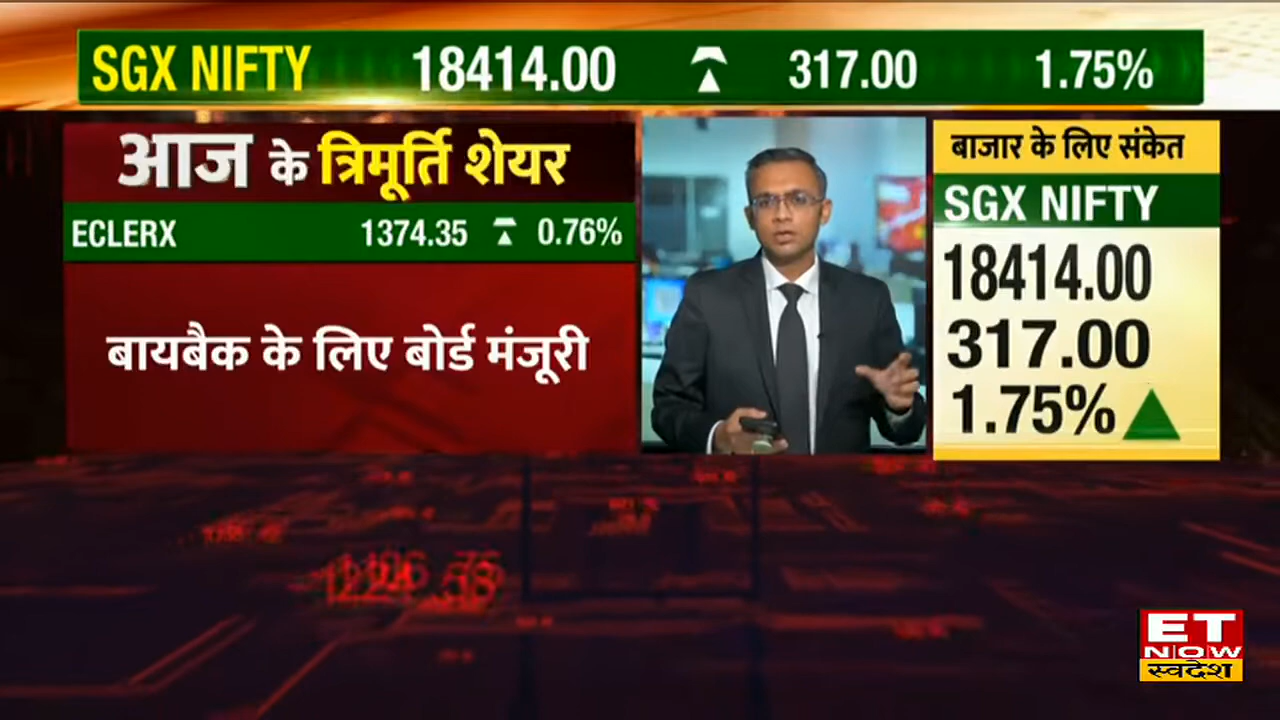 SGX NIFTY 18414.00 317.00 1.75%
आज के त्रिमूर्ति शेयर
ECLERX 1374.35 0.76%
बायबैक के लिए बोर्ड मंजूरी
बाजार के लिए संकेत
SGX NIFTY
18414.00
317.00
1.75%
ET
NOW
स्वदेश